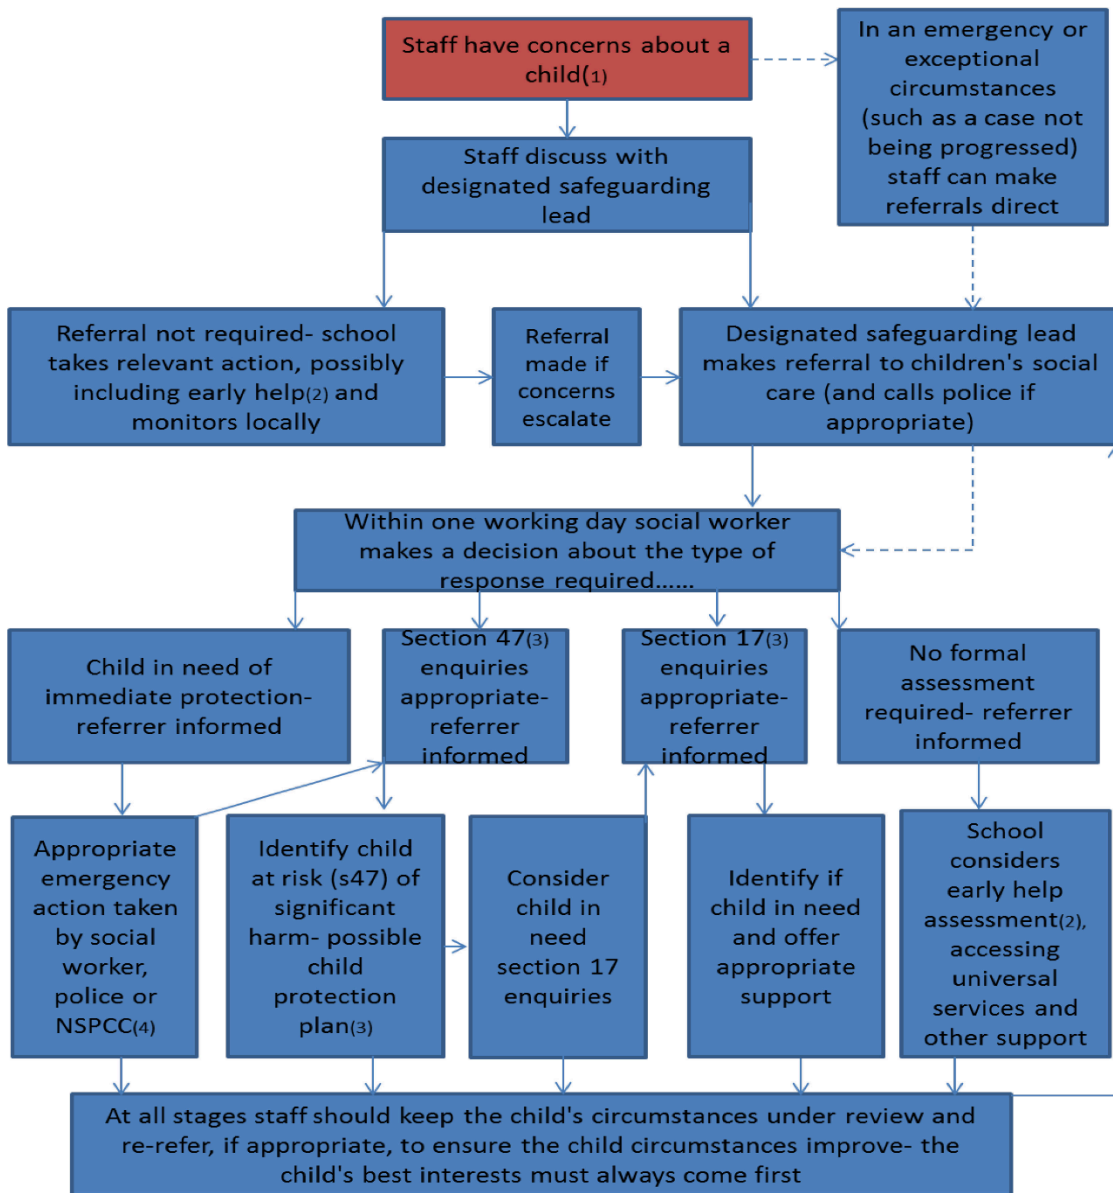 Staff have concerns about a
child(1)
In an emergency or
exceptional
circumstances
(such as a case not
being progressed)
staff can make
referrals direct
Staff discuss with
designated safeguarding
lead
Referral not required- school
takes relevant action, possibly
including early help(2) and
monitors locally
Referral
made if
concerns
escalate
Designated safeguarding lead
makes referral to children's social
care (and calls police if
appropriate)
Within one working day social worker
makes a decision about the type of
response required......
Child in need of
immediate protection-
referrer informed
Section 47(3)
enquiries
appropriate-
referrer
informed
Section 17(3)
enquiries
appropriate-
referrer
informed
No formal
assessment
required- referrer
informed
Appropriate
emergency
action taken
by social
worker,
police or
NSPCC(4)
Identify child
at risk (s47) of
significant
harm- possible
child
protection
plan(3)
Consider
child in
need
section 17
enquiries
Identify if
child in need
and offer
appropriate
support
School
considers
early help
assessment(2),
accessing
universal
services and
other support
At all stages staff should keep the child's circumstances under review and
re-refer, if appropriate, to ensure the child circumstances improve- the
child's best interests must always come first